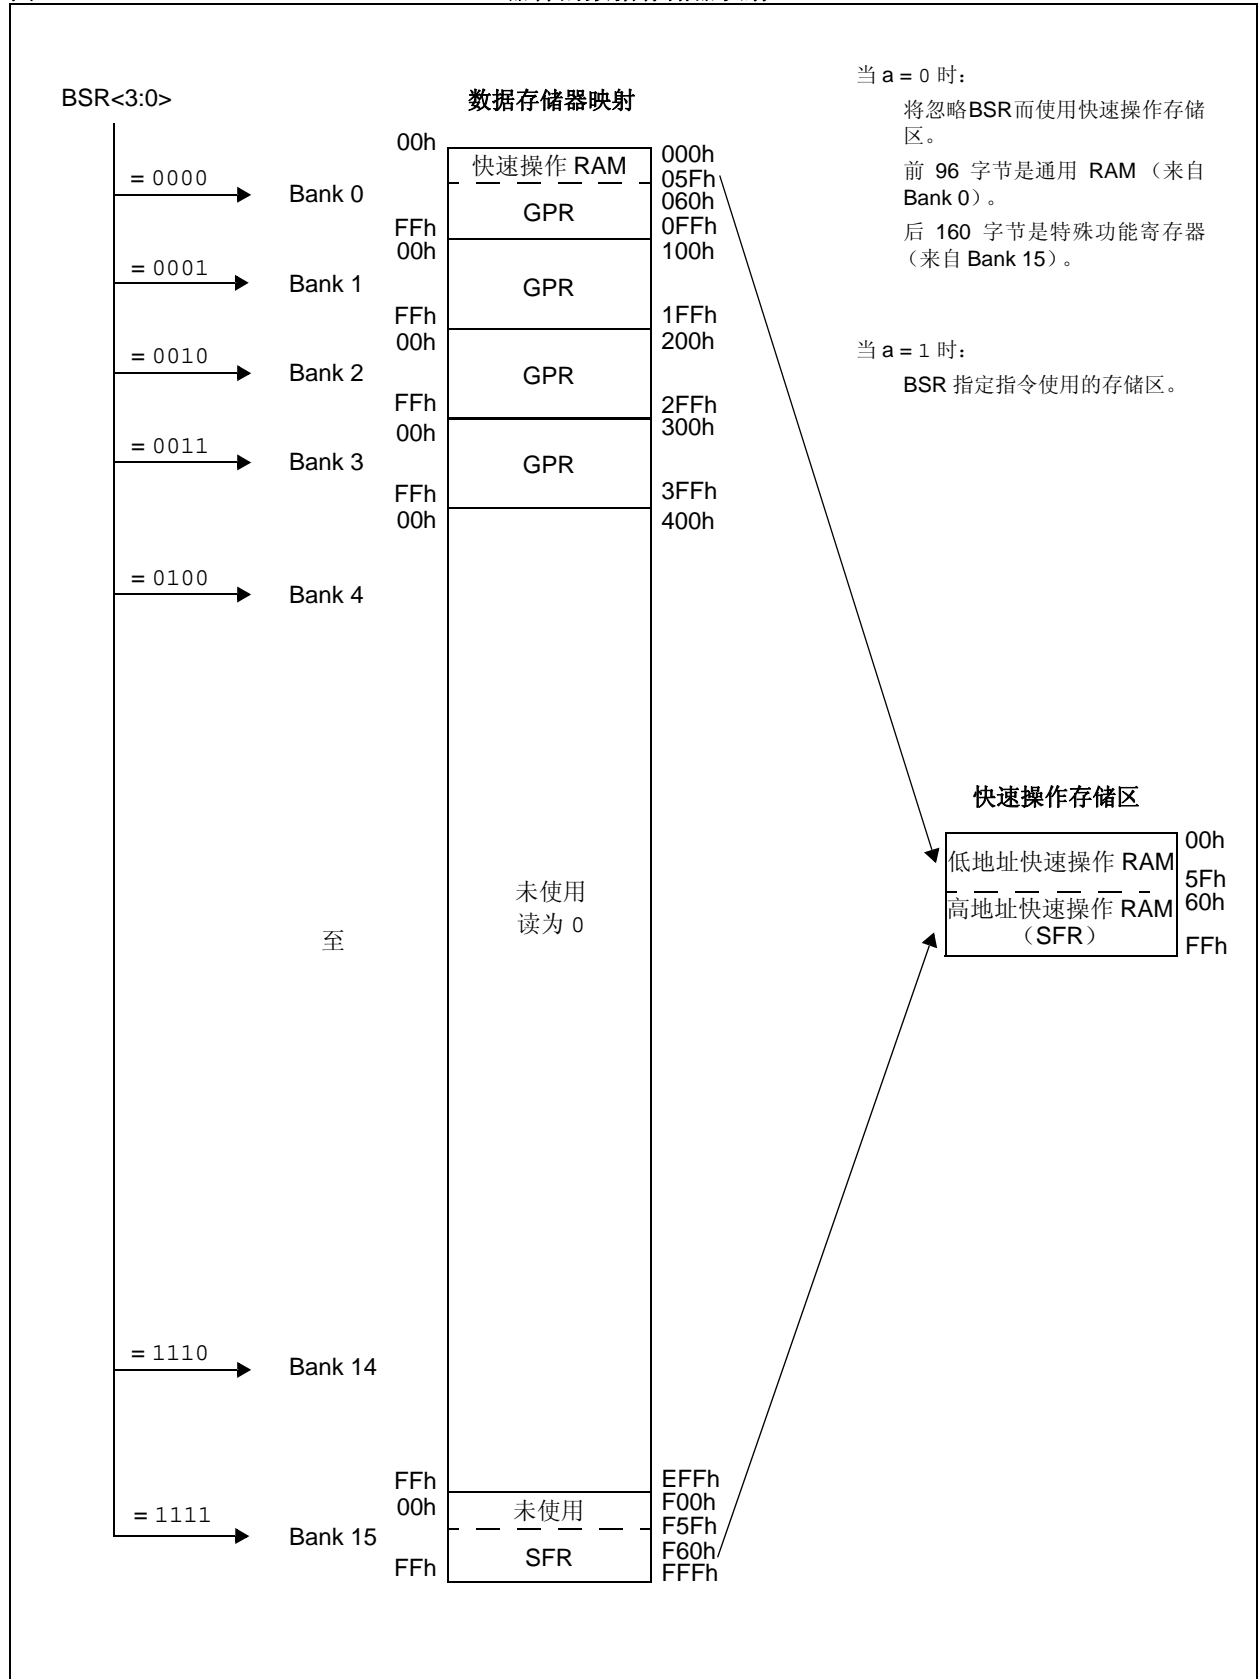 BSR<3:0>
数据存储器映射
= 0000
Bank 0
00h
FFh
快速操作 RAM
GPR
000h
05Fh
060h
0FFh
= 0001
Bank 1
00h
FFh
GPR
100h
1FFh
= 0010
Bank 2
00h
FFh
GPR
200h
2FFh
= 0011
Bank 3
00h
FFh
GPR
300h
3FFh
= 0100
Bank 4
00h
400h
至
未使用
读为 0
= 1110
Bank 14
FFh
EFFh
= 1111
Bank 15
00h
FFh
未使用
SFR
F00h
F5Fh
F60h
FFFh
当 a = 0 时：
将忽略BSR而使用快速操作存储
区。
前 96 字节是通用 RAM（来自
Bank 0）。
后 160 字节是特殊功能寄存器
（来自 Bank 15）。
当 a = 1 时：
BSR 指定指令使用的存储区。
快速操作存储区
低地址快速操作 RAM
高地址快速操作 RAM
（SFR）
00h
5Fh
60h
FFh